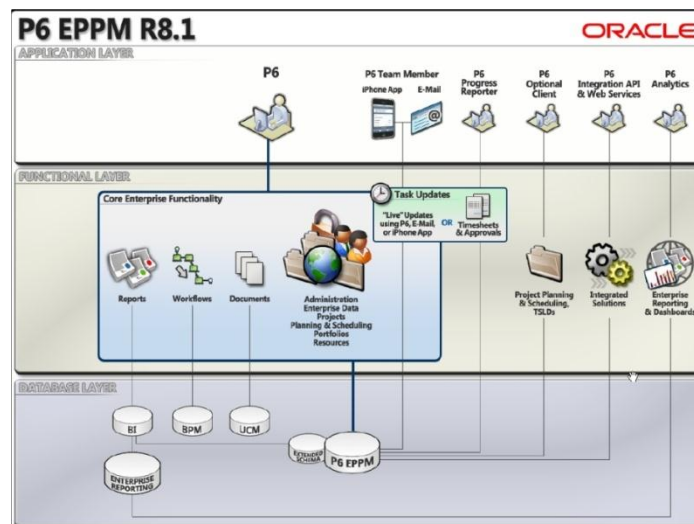 P6 EPPM R8.1
ORACLE
APPLICATION LAYER
P6
P6 Team Member
iPhone App
E-Mail
P6
Progress
Reporter
P6
Optional
Client
P6
Integration API
& Web Services
P6
Analytics
FUNCTIONAL LAYER
Core Enterprise Functionality
Task Updates
"Live" Updates
using P6, E-Mail,
or iPhone App
OR
Timesheets
& Approvals
Reports
Workflows
Documents
Administration
Enterprise Data
Projects
Planning & Scheduling
Portfolios
Resources
Project Planning
& Scheduling,
TSLDs
Integrated
Solutions
Enterprise
Reporting
& Dashboards
DATABASE LAYER
BI
BPM
UCM
EXTENDED
SCHEMA
P6 EPPM
ENTERPRISE
REPORTING